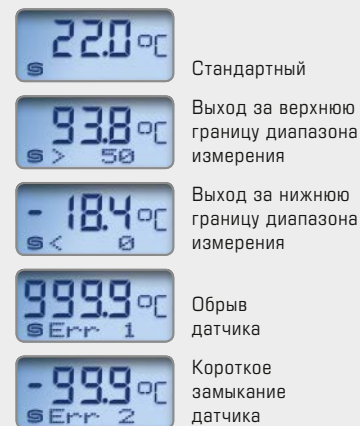 22.0 °C
S
Стандартный
93.8 °C
S > 50
Выход за верхнюю
границу диапазона
измерения
- 18.4 °C
S < 0
Выход за нижнюю
границу диапазона
измерения
999.9 °C
S Err 1
Обрыв
датчика
-99.9 °C
S Err 2
Короткое
замыкание
датчика